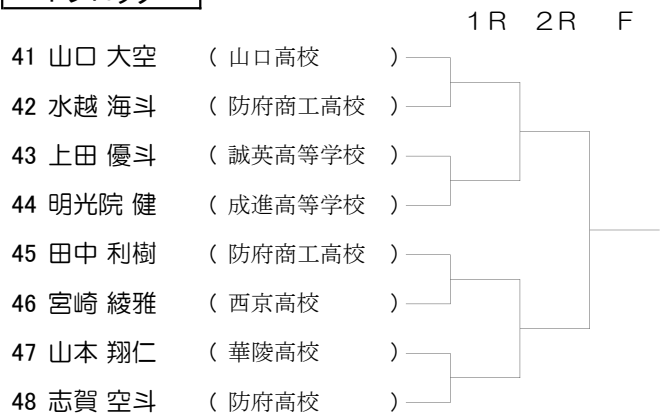 1R 2R F
41 山口 大空 ( 山口高校 )
42 水越 海斗 ( 防府商工高校 )
43 上田 優斗 ( 誠英高等学校 )
44 明光院 健 ( 成進高等学校 )
45 田中 利樹 ( 防府商工高校 )
46 宮崎 綾雅 ( 西京高校 )
47 山本 翔仁 ( 華陵高校 )
48 志賀 空斗 ( 防府高校 )